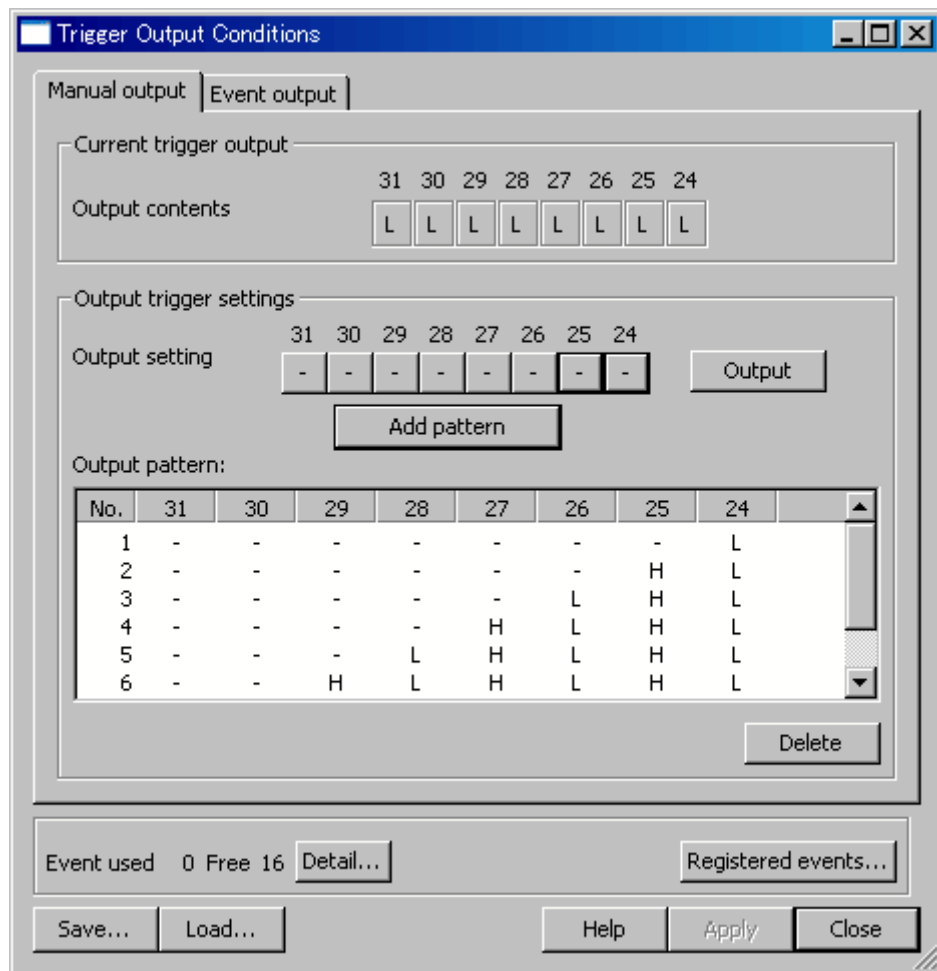 Trigger Output Conditions
Manual output Event output
Current trigger output
31 30 29 28 27 26 25 24
Output contents L L L L L L L L
Output trigger settings
31 30 29 28 27 26 25 24
Output setting - - - - - - - - Output
Add pattern
Output pattern:
No. 31 30 29 28 27 26 25 24
1 - - - - - - - L
2 - - - - - - H L
3 - - - - - L H L
4 - - - - H L H L
5 - - - L H L H L
6 - - H L H L H L
Delete
Event used 0 Free 16 Detail... Registered events...
Save... Load... Help Apply Close